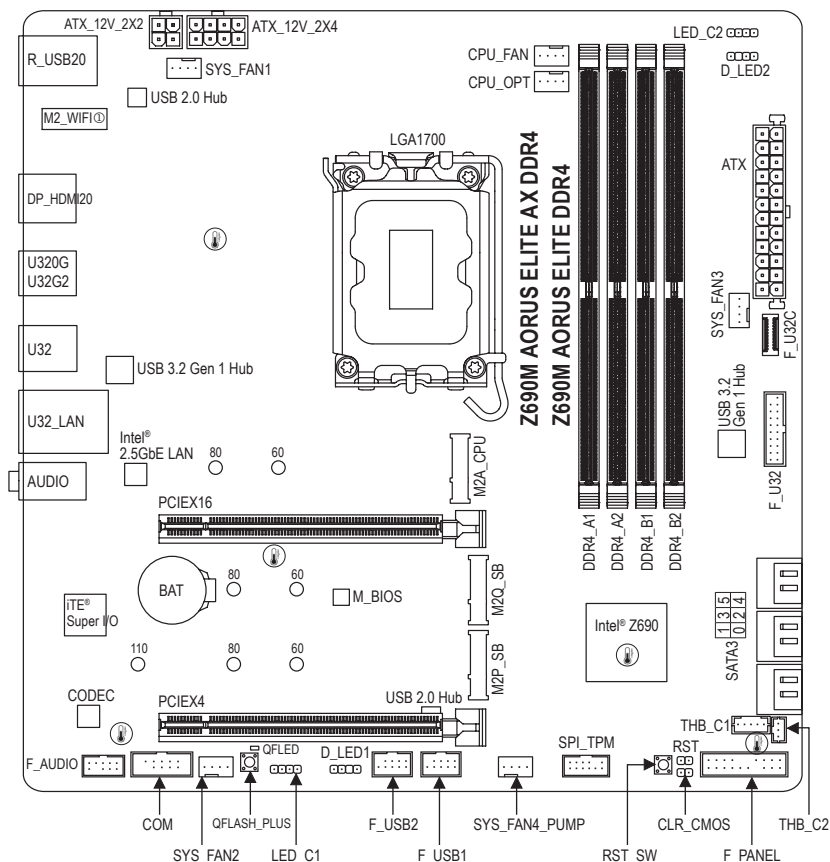 ATX_12V_2X2
ATX_12V_2X4
LED_C2
R_USB20
SYS_FAN1
CPU_FAN
D_LED2
USB 2.0 Hub
CPU_OPT
M2_WIFI①
LGA1700
ATX
DP_HDMI20
Z690M AORUS ELITE AX DDR4
Z690M AORUS ELITE DDR4
U320G
U32G2
SYS_FAN3
F_U32C
U32
USB 3.2 Gen 1 Hub
USB 3.2
Gen 1 Hub
U32_LAN
Intel®
2.5GbE LAN
80
60
M2A_CPU
F_U32
AUDIO
PCIEX16
DDR4_A1
DDR4_A2
DDR4_B1
DDR4_B2
BAT
80
60
M_BIOS
M2Q_SB
iTE®
Super I/O
Intel® Z690
SATA3
1 3 5
0 2 4
110
80
60
M2P_SB
CODEC
PCIEX4
USB 2.0 Hub
THB_C1
QFLED
D_LED1
SPI_TPM
RST
F_AUDIO
COM
QFLASH_PLUS
F_USB2
SYS_FAN4_PUMP
CLR_CMOS
THB_C2
SYS_FAN2
LED_C1
F_USB1
RST_SW
F_PANEL